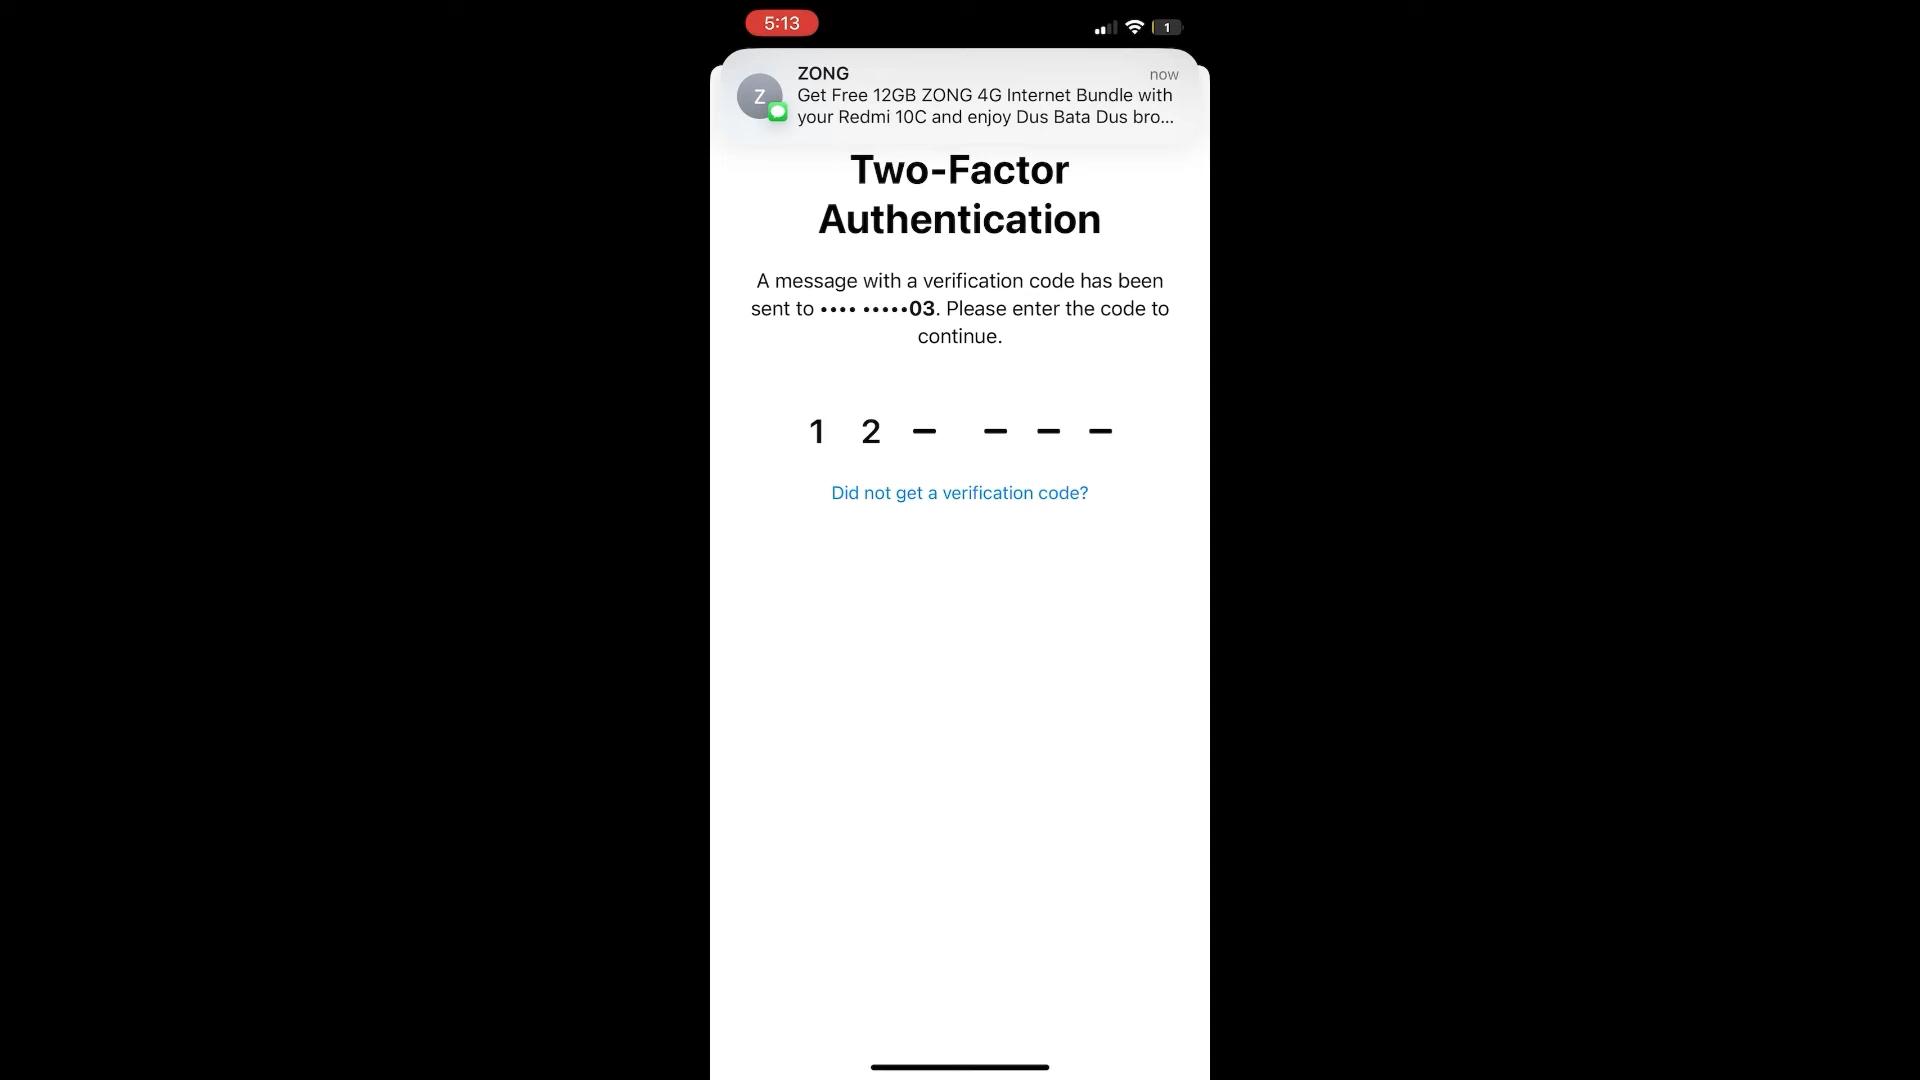 5:13
1
ZONG
now
Z
Get Free 12GB ZONG 4G Internet Bundle with
your Redmi 10C and enjoy Dus Bata Dus bro...
Two-Factor
Authentication
A message with a verification code has been
sent to •••• •••••03. Please enter the code to
continue.
1 2 – – – –
Did not get a verification code?